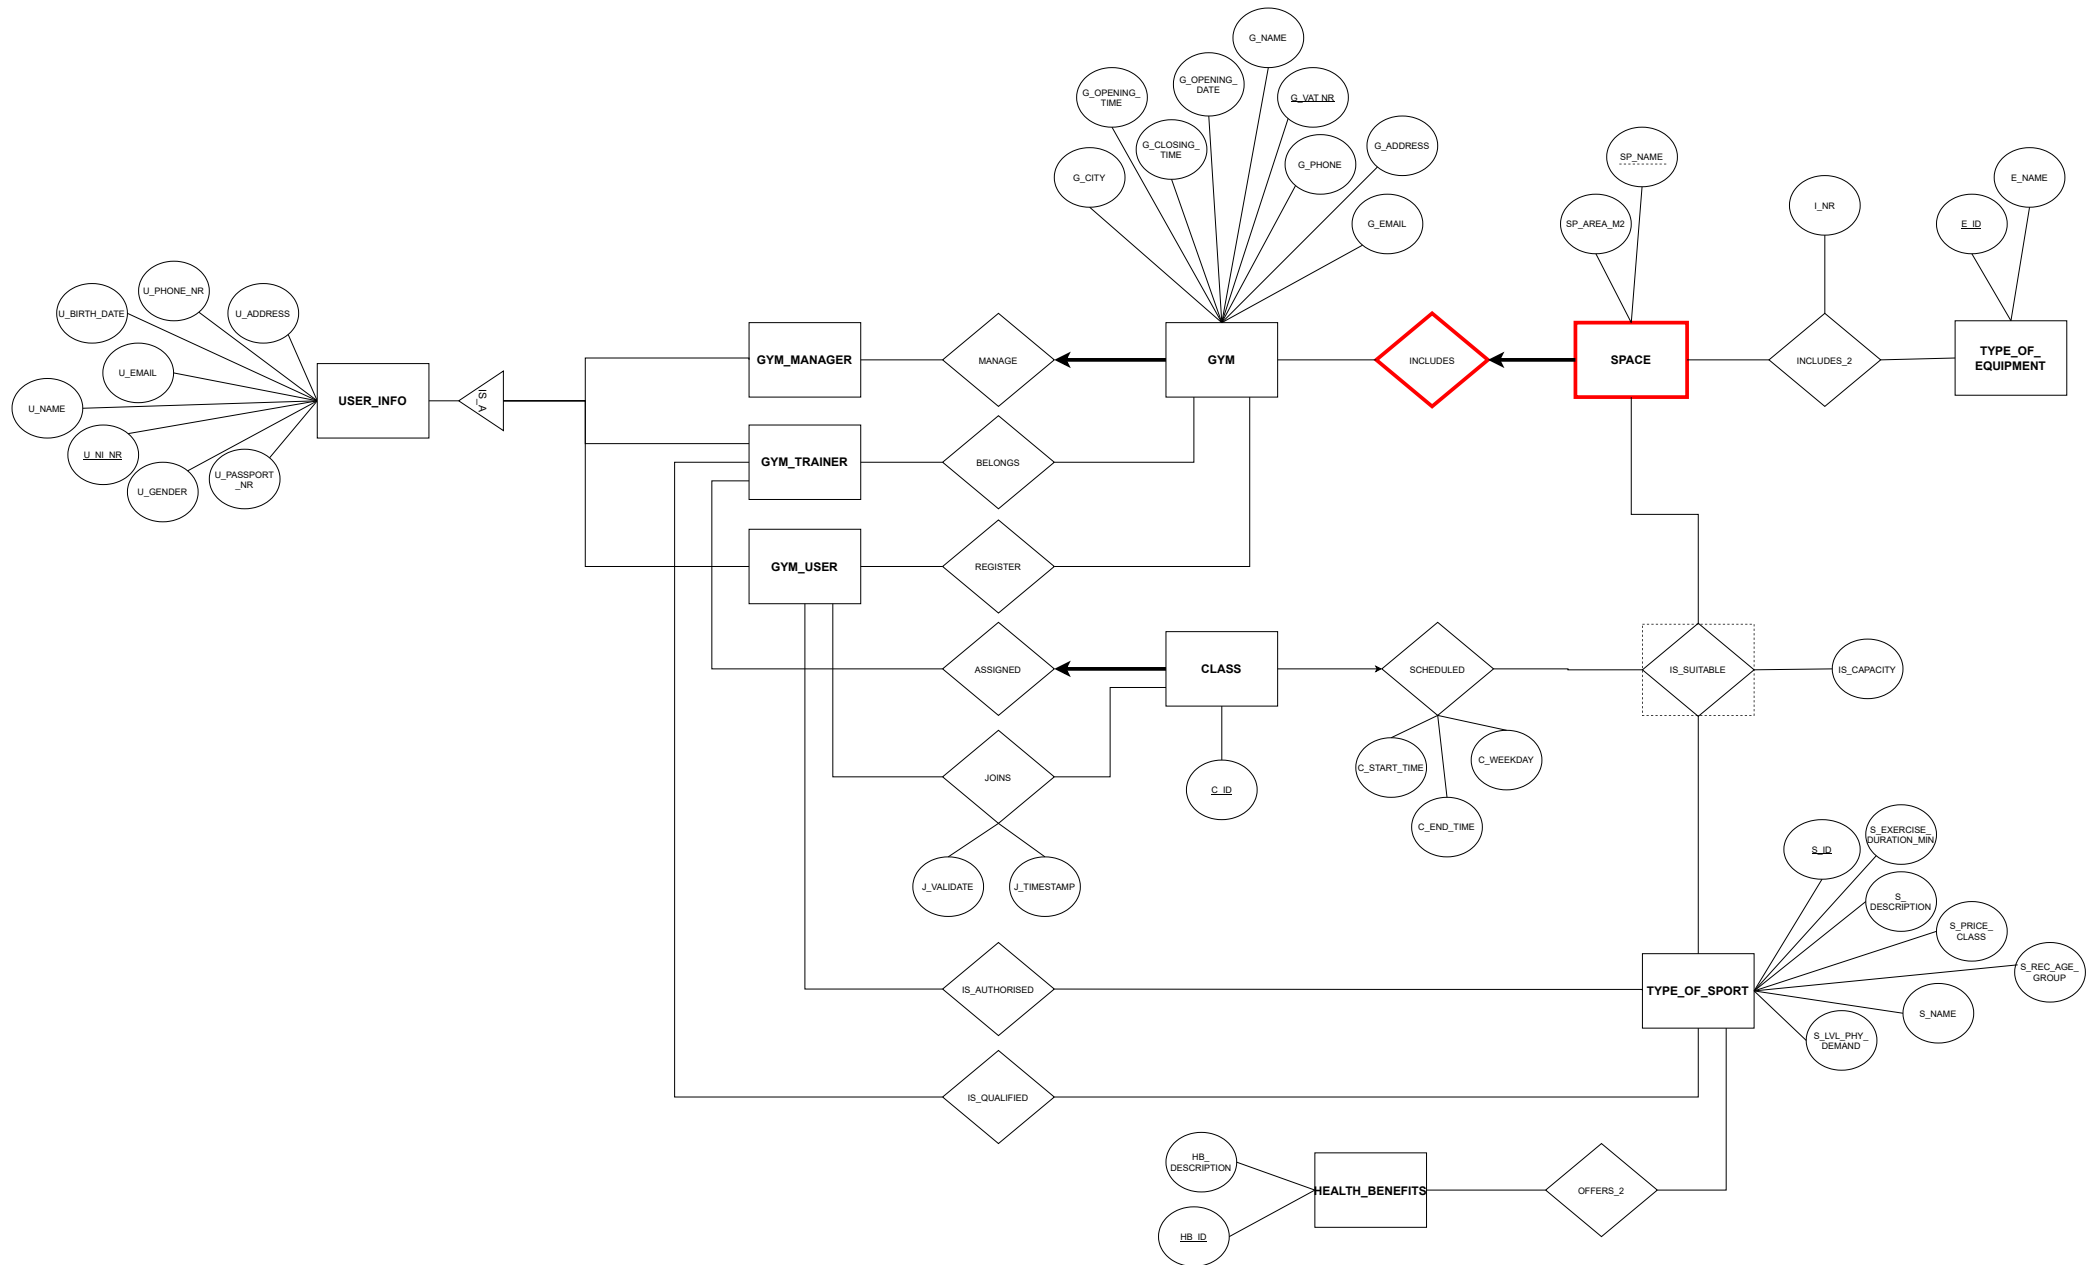 G_NAME
G_OPENING_
DATE
G_OPENING_
TIME
G_VAT NR
G_CLOSING_
TIME
G_PHONE
G_ADDRESS
G_CITY
G_EMAIL
SP_NAME
SP_AREA_M2
I_NR
E_NAME
E_ID
U_PHONE_NR
U_BIRTH_DATE
U_ADDRESS
U_EMAIL
U_NAME
U_NI_NR
U_GENDER
U_PASSPORT
_NR
USER_INFO
IS_A
GYM_MANAGER
MANAGE
GYM
INCLUDES
SPACE
INCLUDES_2
TYPE_OF_
EQUIPMENT
GYM_TRAINER
BELONGS
GYM_USER
REGISTER
ASSIGNED
CLASS
SCHEDULED
IS_SUITABLE
IS_CAPACITY
C_START_TIME
C_WEEKDAY
C_END_TIME
C_ID
JOINS
J_VALIDATE
J_TIMESTAMP
S_ID
S_EXERCISE_
DURATION_MIN
S_
DESCRIPTION
S_PRICE_
CLASS
S_REC_AGE_
GROUP
S_NAME
S_LVL_PHY_
DEMAND
IS_AUTHORISED
TYPE_OF_SPORT
IS_QUALIFIED
HB_
DESCRIPTION
HEALTH_BENEFITS
OFFERS_2
HB_ID